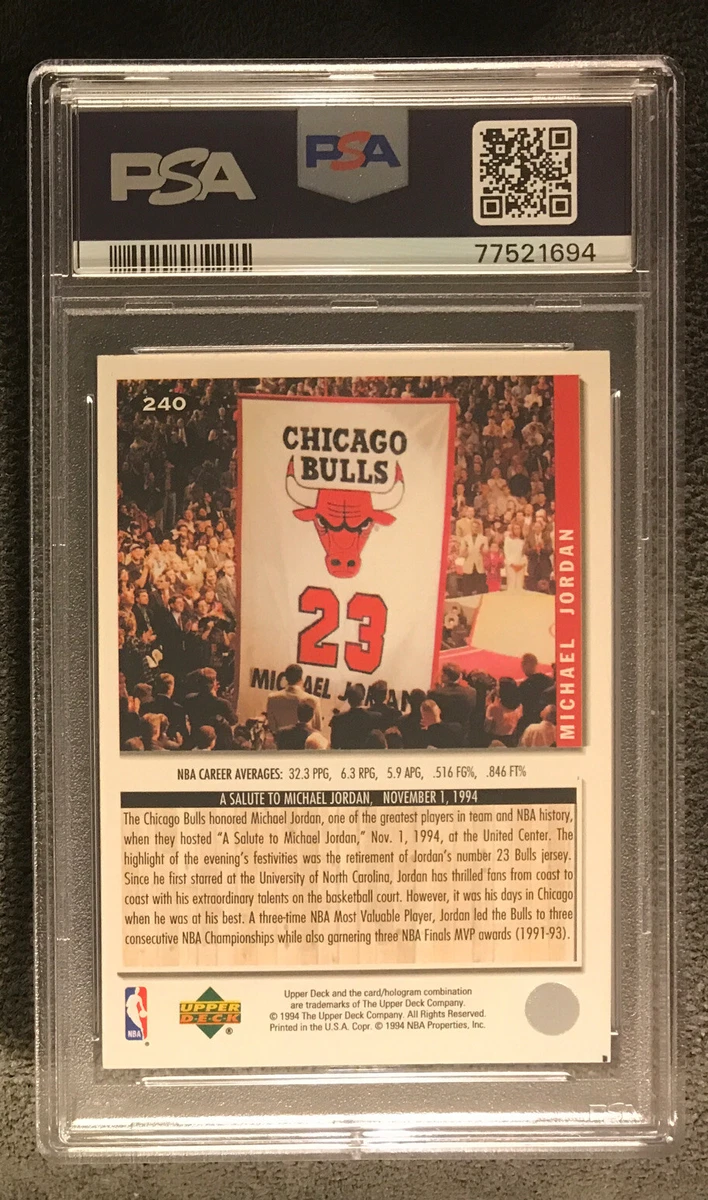 PSA
PSA
77521694
240
CHICAGO
BULLS
23
MICHAEL JORDAN
MICHAEL JORDAN
NBA CAREER AVERAGES: 32.3 PPG, 6.3 RPG, 5.9 APG, .516 FG%, .846 FT%
A SALUTE TO MICHAEL JORDAN, NOVEMBER 1, 1994
The Chicago Bulls honored Michael Jordan, one of the greatest players in team and NBA history,
when they hosted “A Salute to Michael Jordan,” Nov. 1, 1994, at the United Center. The
highlight of the evening’s festivities was the retirement of Jordan’s number 23 Bulls jersey.
Since he first starred at the University of North Carolina, Jordan has thrilled fans from coast to
coast with his extraordinary talents on the basketball court. However, it was his days in Chicago
when he was at his best. A three-time NBA Most Valuable Player, Jordan led the Bulls to three
consecutive NBA Championships while also garnering three NBA Finals MVP awards (1991-93).
NBA
UPPER
DECK
®
Upper Deck and the card/hologram combination
are trademarks of The Upper Deck Company.
© 1994 The Upper Deck Company. All Rights Reserved.
Printed in the U.S.A. Copr. © 1994 NBA Properties, Inc.
PSA